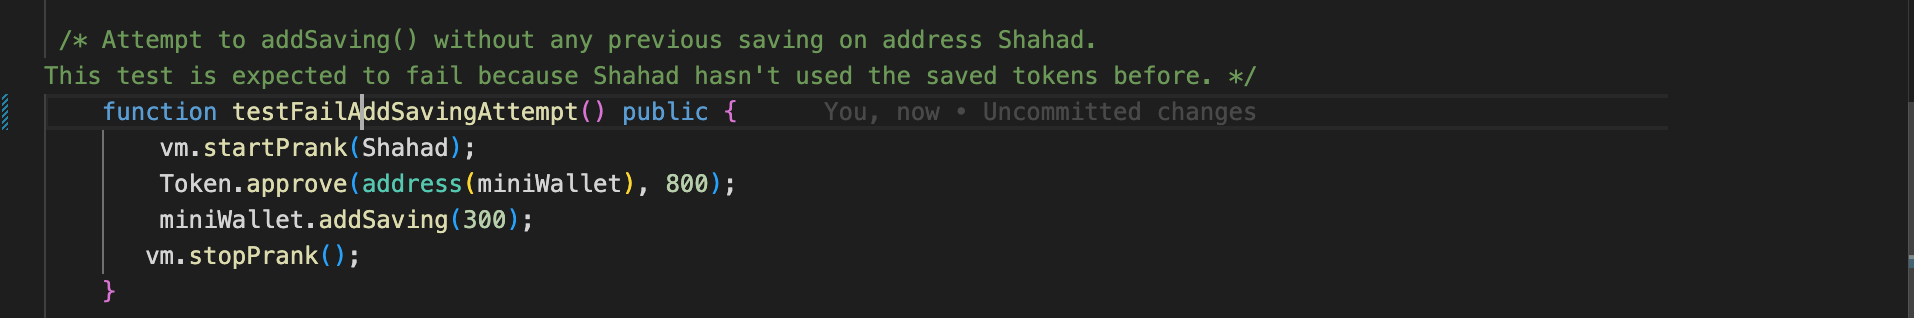 /* Attempt to addSaving() without any previous saving on address Shahad.
This test is expected to fail because Shahad hasn't used the saved tokens before. */
function testFailAddSavingAttempt() public {    You, now • Uncommitted changes
vm.startPrank(Shahad);
Token.approve(address(miniWallet), 800);
miniWallet.addSaving(300);
vm.stopPrank();
}